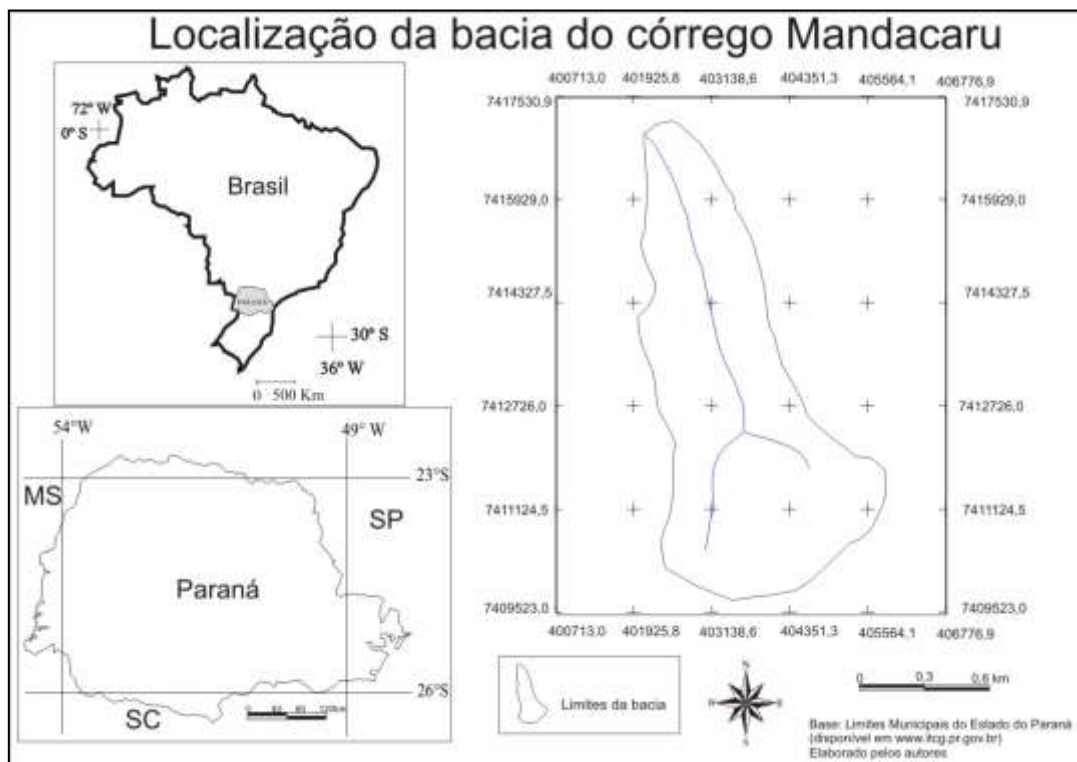 Localização da bacia do córrego Mandacaru
72° W
0° S
Brasil
PARANÁ
30° S
36° W
0 500 Km
54°W
49° W
23°S
MS
SP
Paraná
26°S
SC
400713,0 401925,8 403138,6 404351,3 405564,1 406776,9
7417530,9 7417530,9
7415929,0 7415929,0
7414327,5 7414327,5
7412726,0 7412726,0
7411124,5 7411124,5
7409523,0 7409523,0
400713,0 401925,8 403138,6 404351,3 405564,1 406776,9
Limites da bacia
N
S
0 0,3 0,6 km
Base: Limites Municipais do Estado do Paraná
(disponível em www.itcg.pr.gov.br)
Elaborado pelos autores